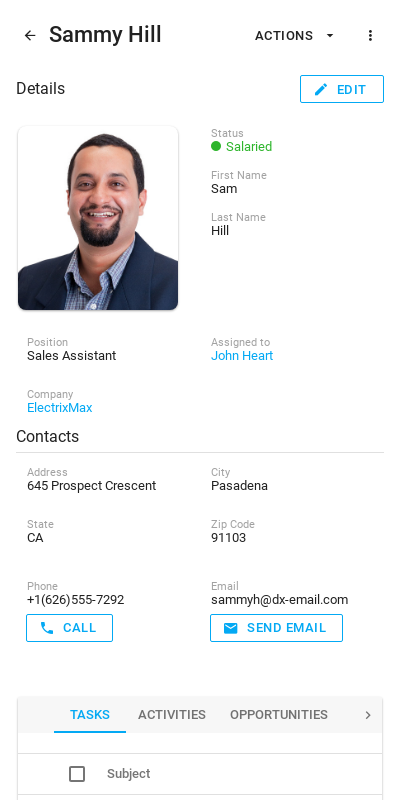 Sammy Hill
ACTIONS
Details
EDIT
Status
Salaried
First Name
Sam
Last Name
Hill
Position
Sales Assistant
Assigned to
John Heart
Company
ElectrixMax
Contacts
Address
645 Prospect Crescent
City
Pasadena
State
CA
Zip Code
91103
Phone
+1(626)555-7292
Email
sammyh@dx-email.com
CALL
SEND EMAIL
TASKS
ACTIVITIES
OPPORTUNITIES
Subject